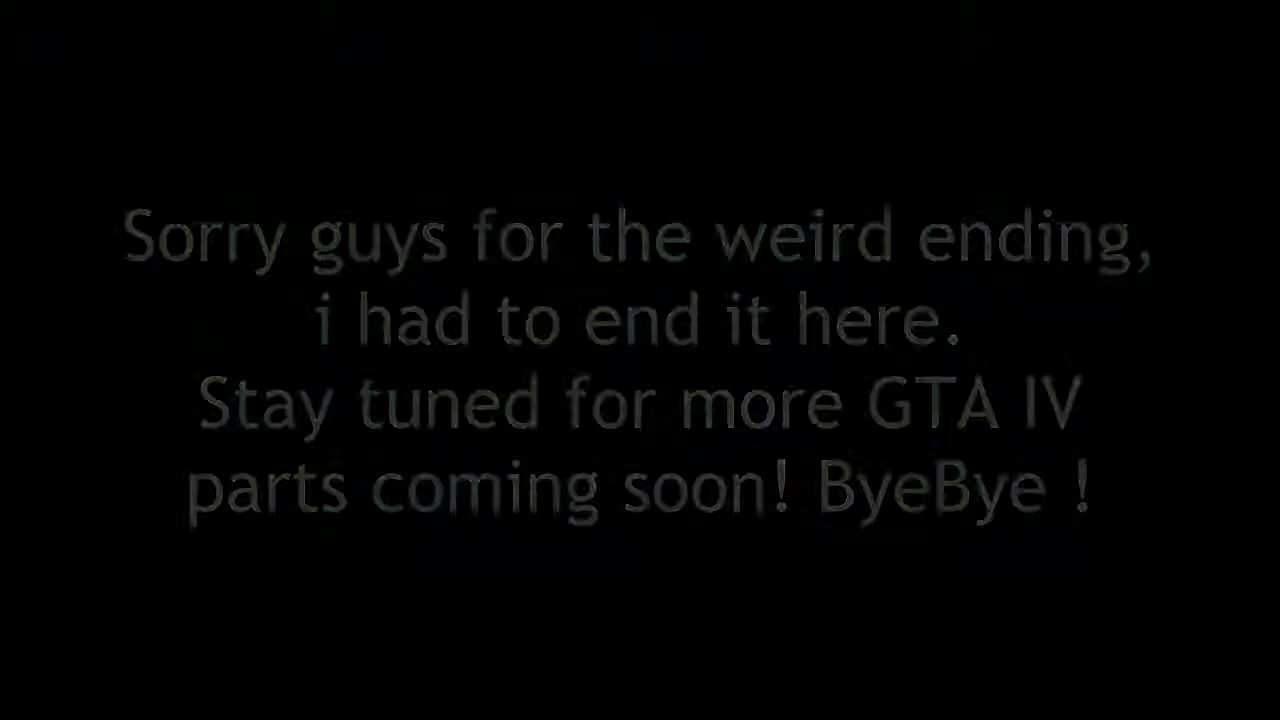 Sorry guys for the weird ending,
i had to end it here.
Stay tuned for more GTA IV
parts coming soon! ByeBye !